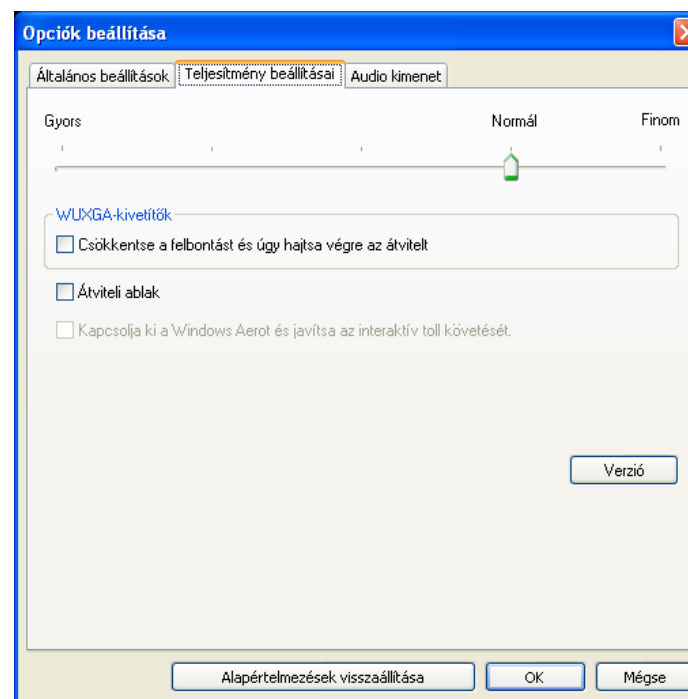 Opciók beállítása
Általános beállítások Teljesítmény beállításai Audio kimenet
Gyors Normál Finom
WUXGA-kivetítők
Csökkentse a felbontást és úgy hajtsa végre az átvitelt
Átviteli ablak
Kapcsolja ki a Windows Aerot és javítsa az interaktív toll követését.
Verzió
Alapértelmezések visszaállítása OK Mégse